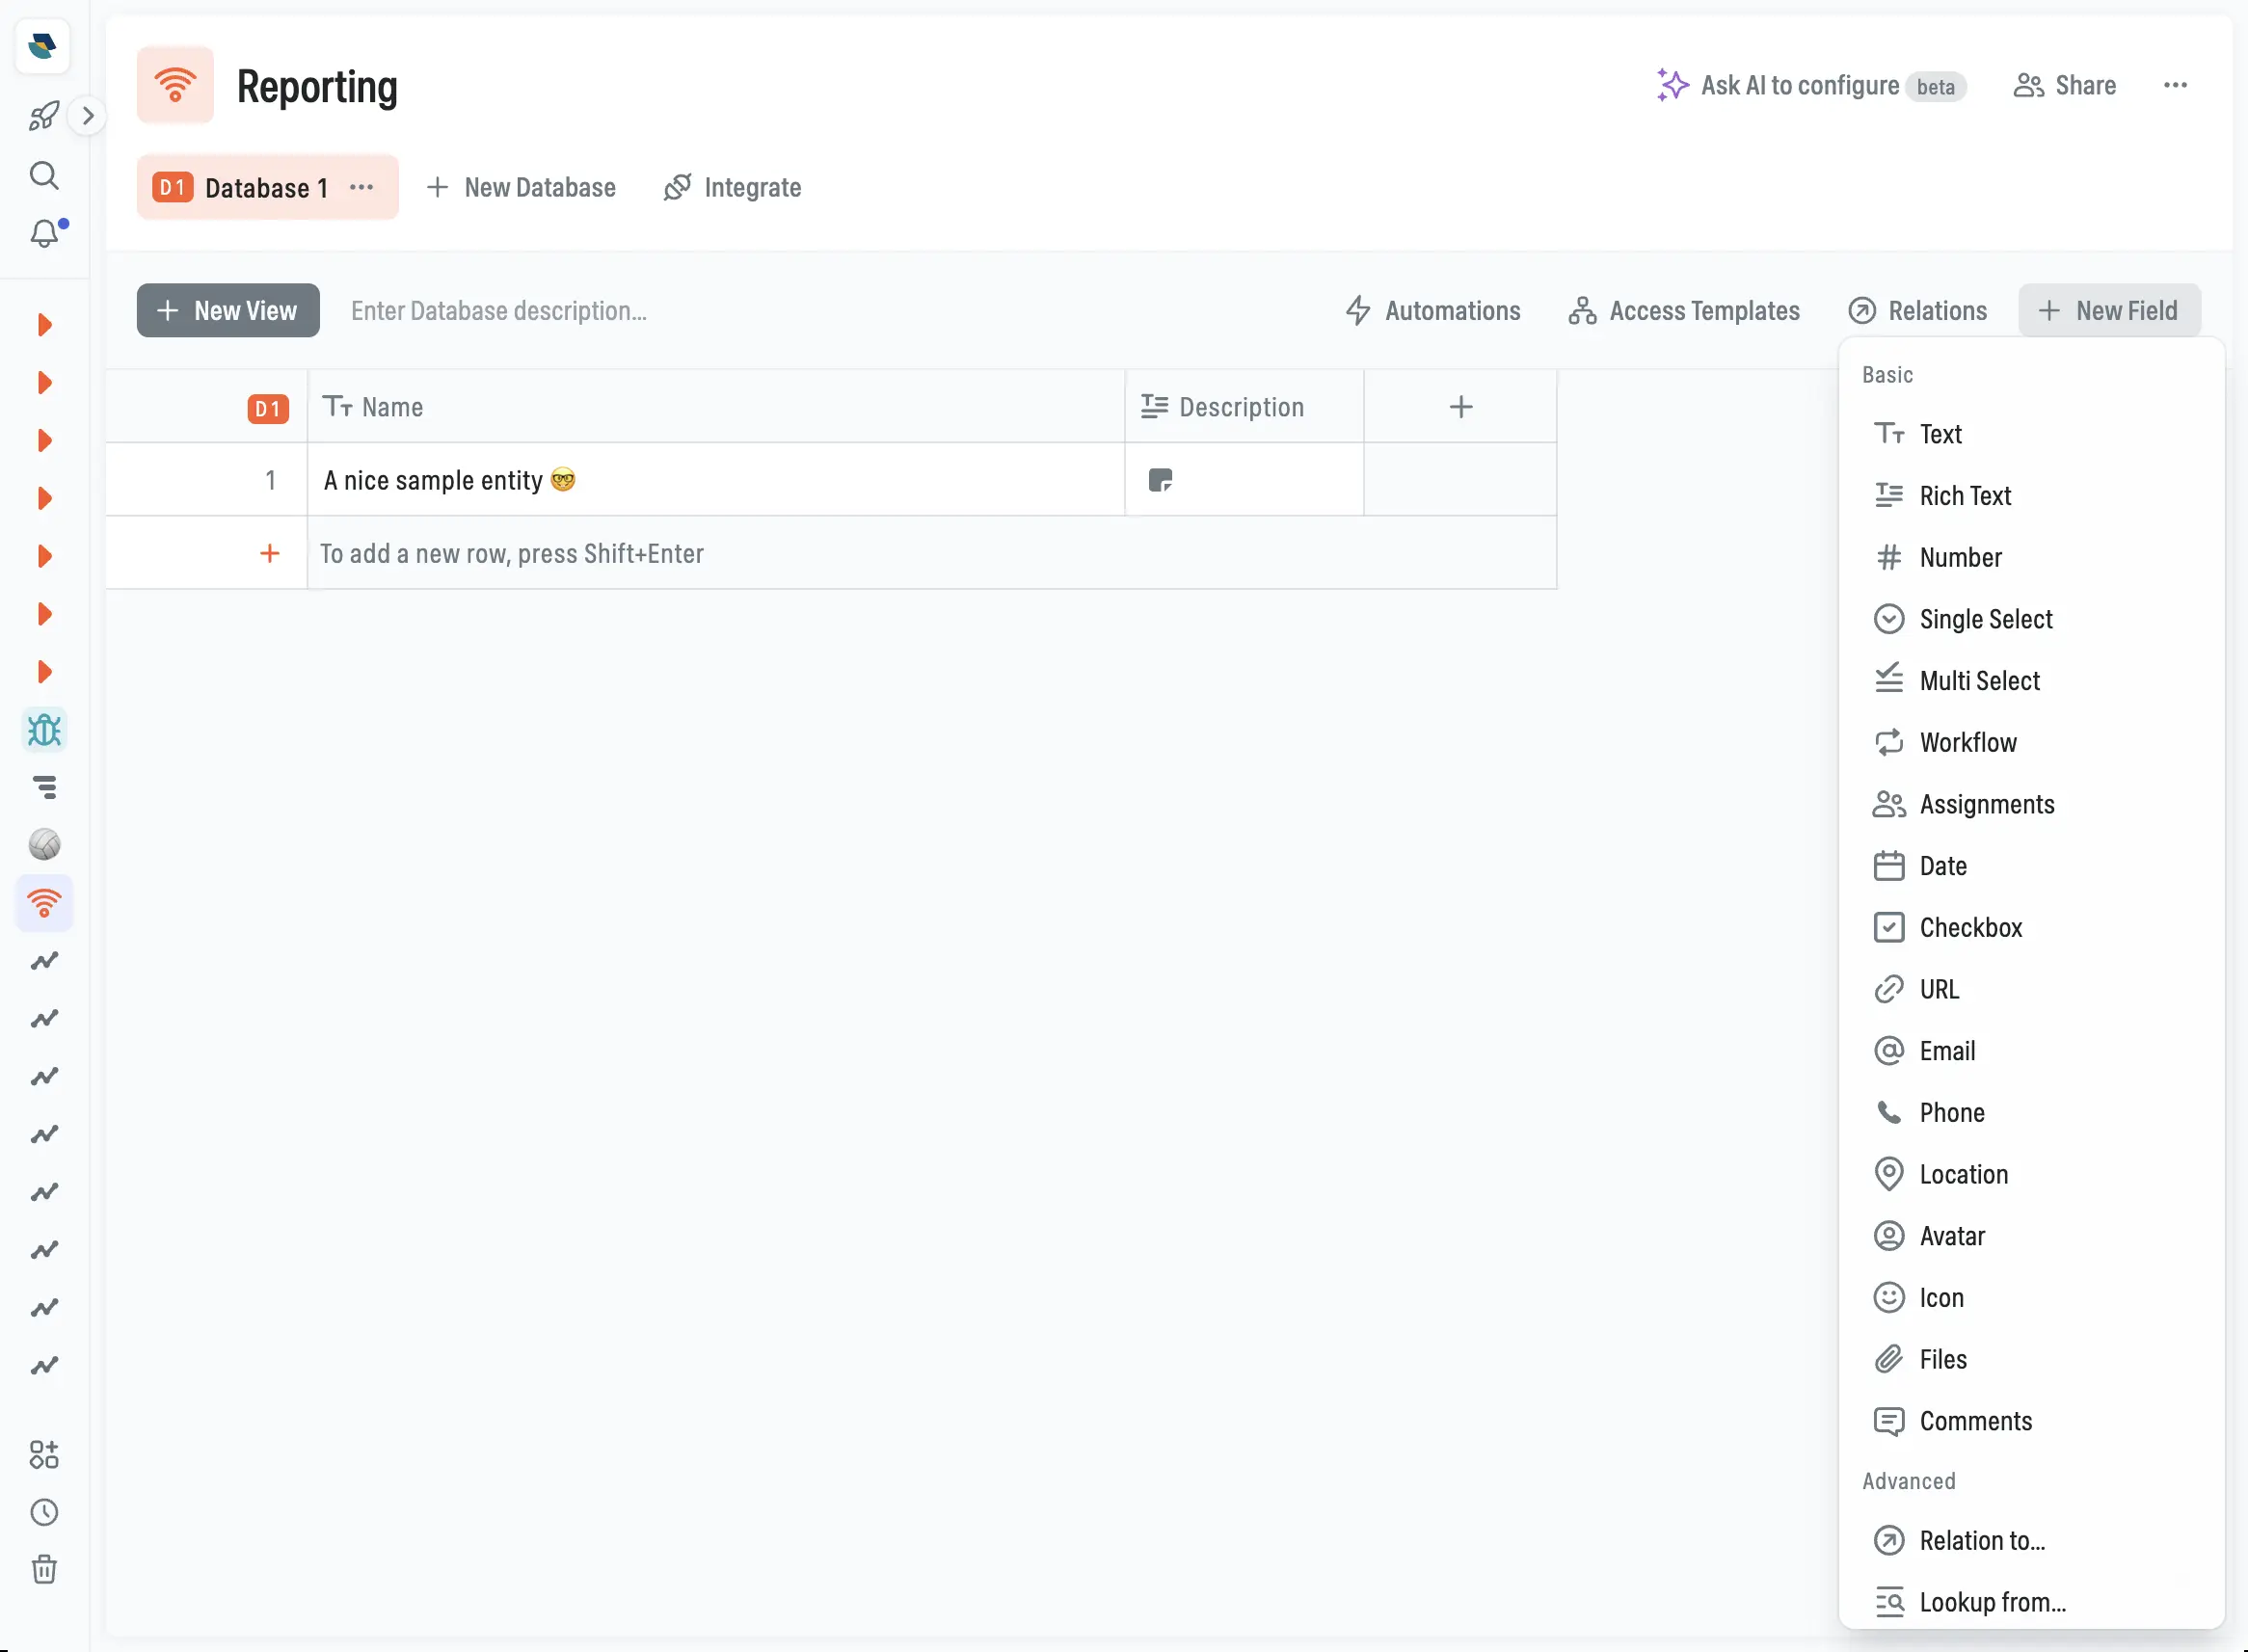 Reporting
Ask AI to configure beta
Share
D1 Database 1
New Database
Integrate
New View
Enter Database description...
Automations
Access Templates
Relations
New Field
D1
Name
Description
1
A nice sample entity 🤓
To add a new row, press Shift+Enter
Basic
Text
Rich Text
Number
Single Select
Multi Select
Workflow
Assignments
Date
Checkbox
URL
Email
Phone
Location
Avatar
Icon
Files
Comments
Advanced
Relation to...
Lookup from...